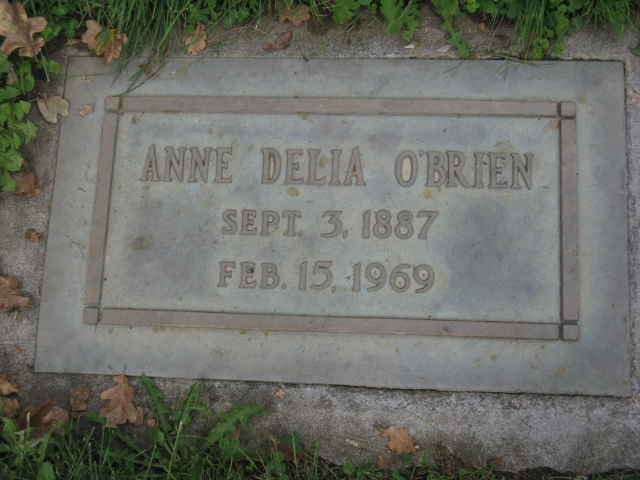 ANNE DELIA O'BRIEN
SEPT. 3, 1887
FEB. 15, 1969